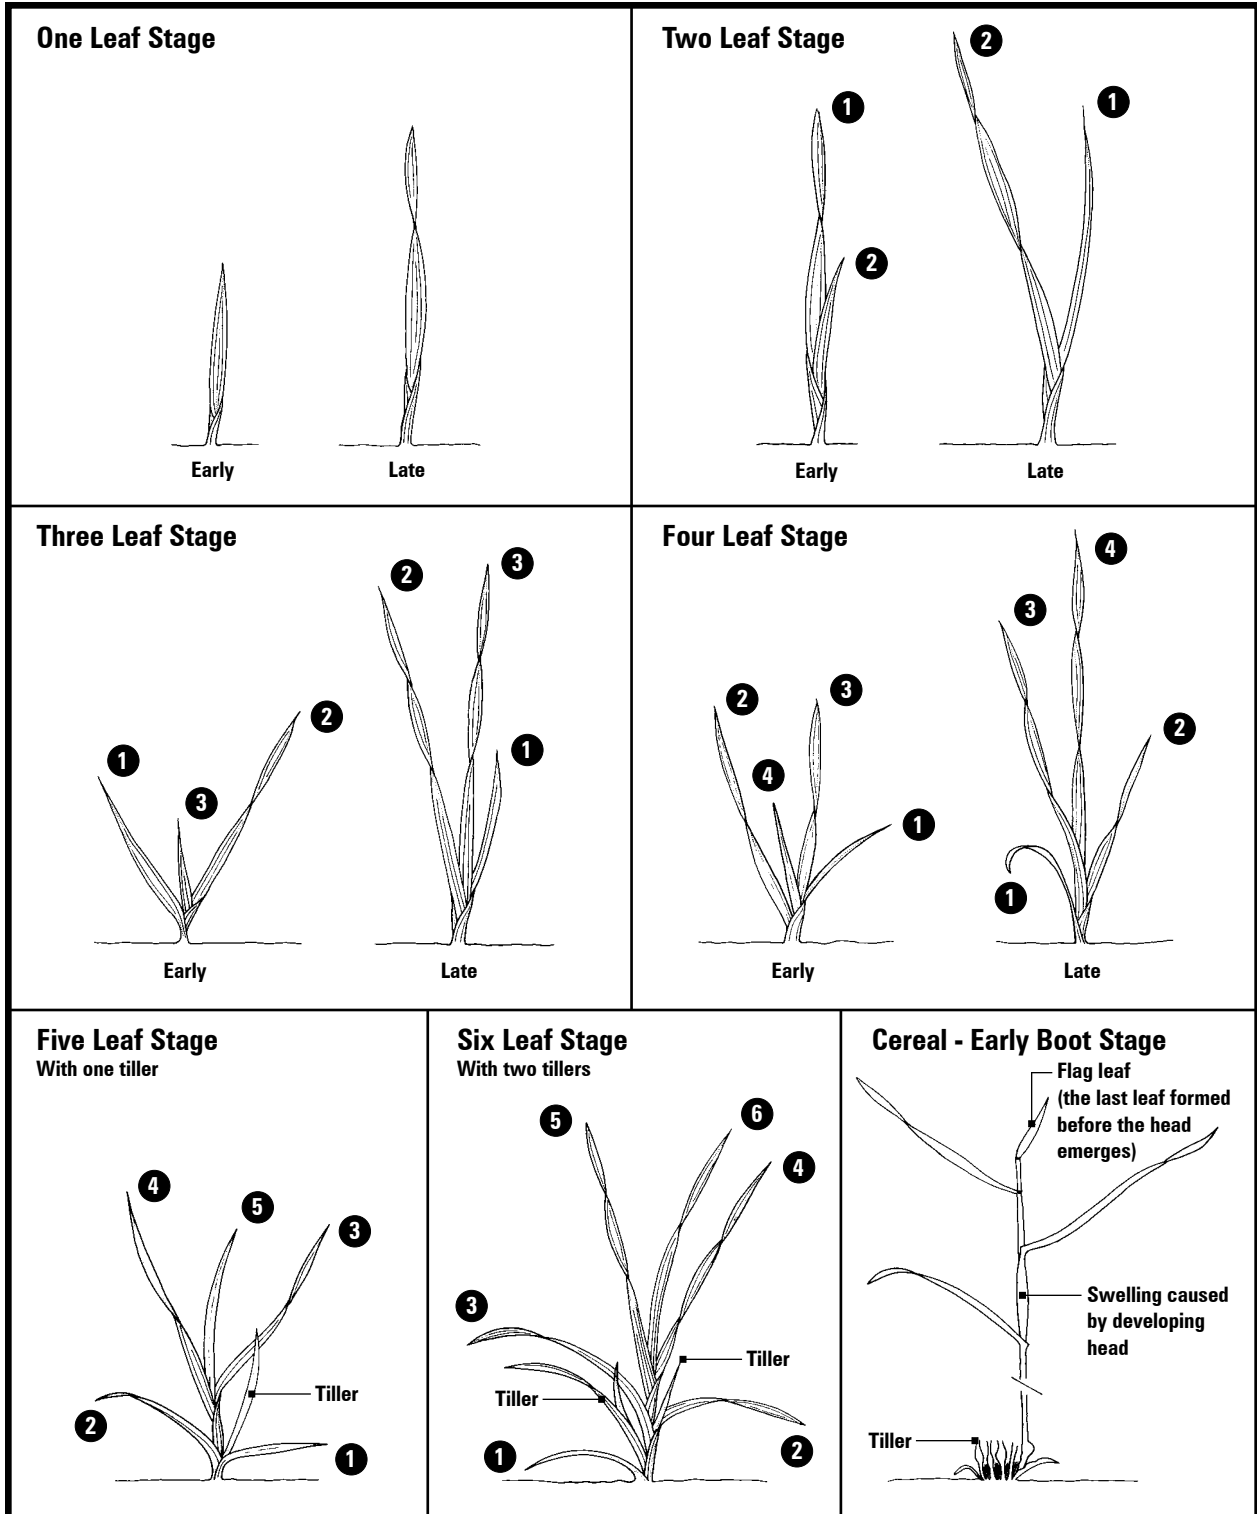 One Leaf Stage
Early
Late
Two Leaf Stage
1
2
Early
2
1
Late
Three Leaf Stage
1
3
2
Early
2
3
1
Late
Four Leaf Stage
2
4
3
1
Early
4
3
2
1
Late
Five Leaf Stage
With one tiller
4
5
3
Tiller
2
1
Six Leaf Stage
With two tillers
5
6
4
3
Tiller
Tiller
1
2
Cereal - Early Boot Stage
Flag leaf
(the last leaf formed
before the head
emerges)
Swelling caused
by developing
head
Tiller